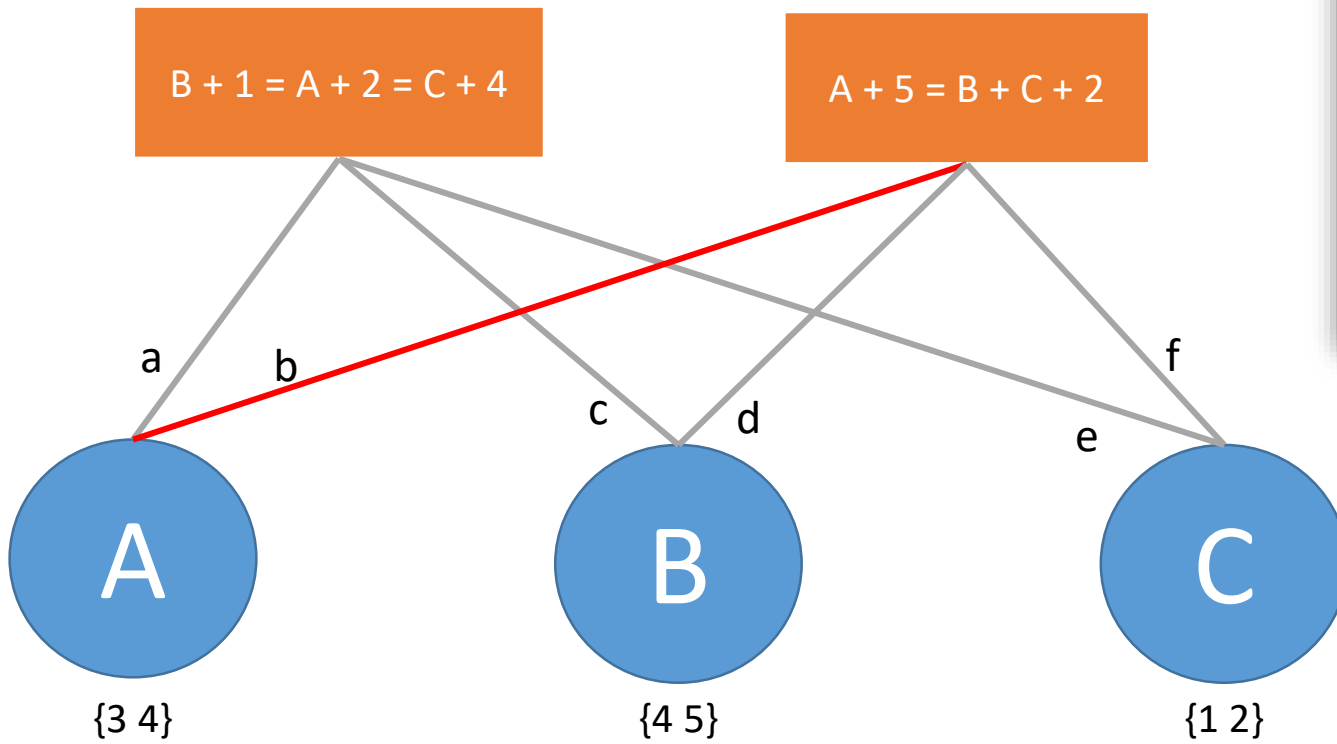 B + 1 = A + 2 = C + 4
A + 5 = B + C + 2
a
b
c
d
e
f
A
B
C
{3 4}
{4 5}
{1 2}